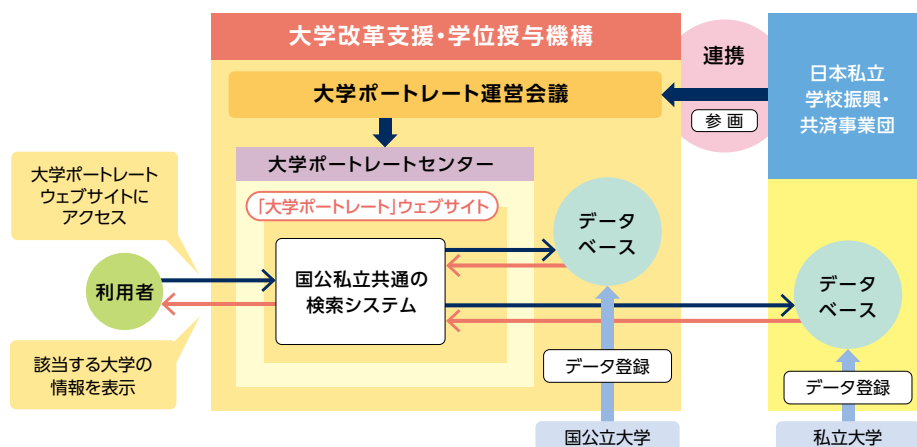 大学改革支援・学位授与機構
連携
日本私立
学校振興・
共済事業団
大学ポートレート運営会議
参画
大学ポートレートセンター
大学ポートレート
ウェブサイトに
アクセス
「大学ポートレート」ウェブサイト
データ
ベース
国公私立共通の
検索システム
利用者
データ
ベース
該当する大学の
情報を表示
データ登録
データ登録
国公立大学
私立大学